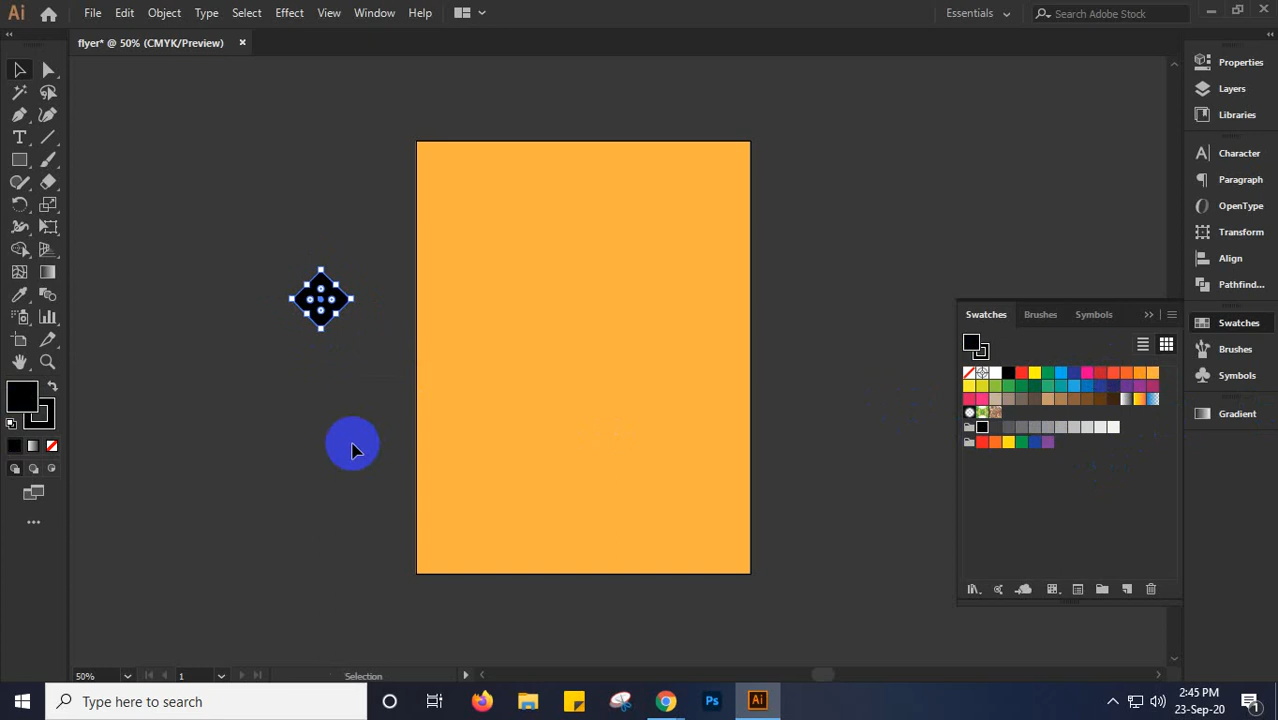 Ai File Edit Object Type Select Effect View Window Help Essentials Search Adobe Stock
flyer* @ 50% (CMYK/Preview)
Properties
Layers
Libraries
Character
Paragraph
OpenType
Transform
Align
Pathfind...
Swatches
Brushes
Symbols
Gradient
Swatches Brushes Symbols
50% 1 Selection
Type here to search
Ps Ai
2:45 PM
23-Sep-20